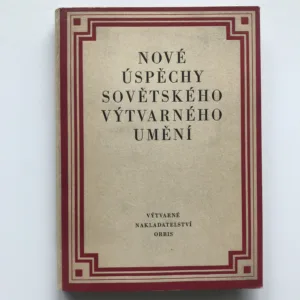 NOVÉ
ÚSPĚCHY
SOVĚTSKÉHO
VÝTVARNÉHO
UMĚNÍ
VÝTVARNÉ
NAKLADATELSTVÍ
ORBIS